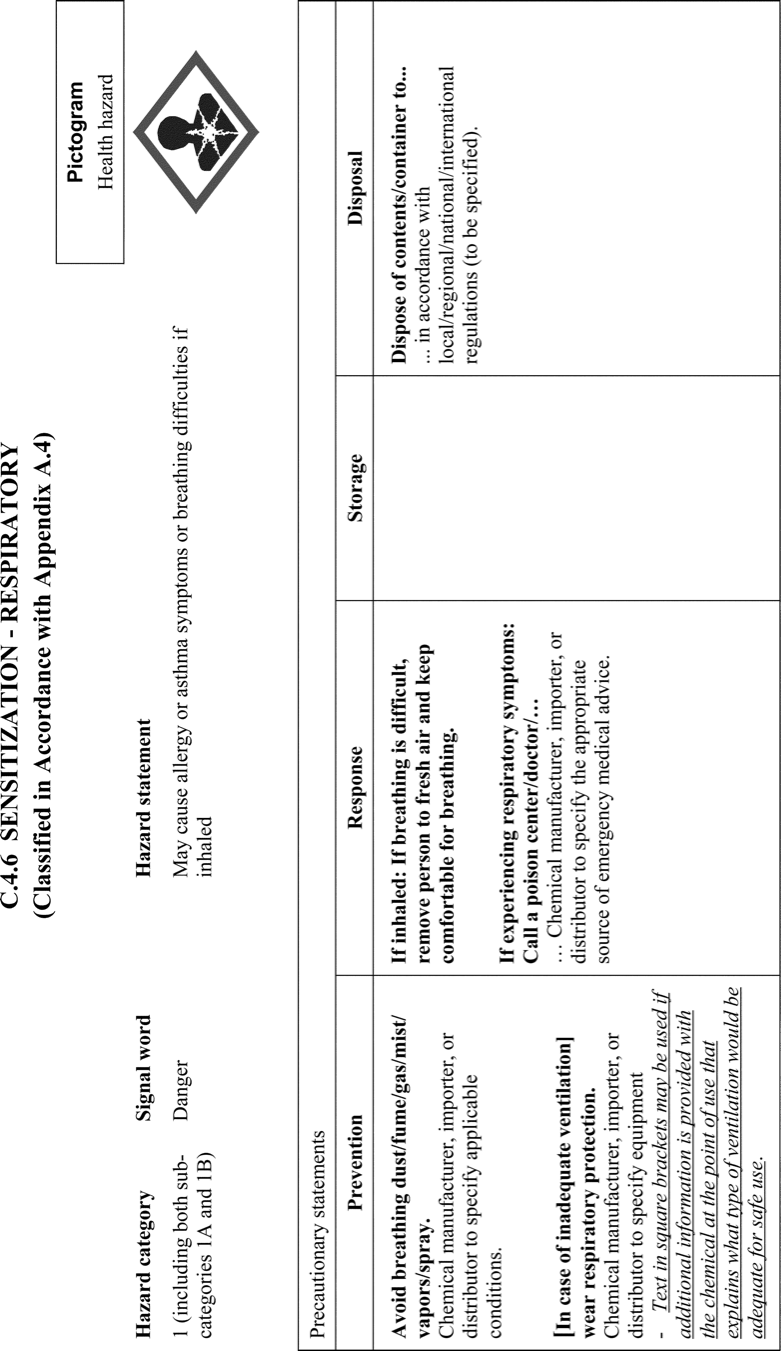 C.4.6 SENSITIZATION - RESPIRATORY
(Classified in Accordance with Appendix A.4)
Pictogram
Health hazard
Hazard category
1 (including both sub-
categories 1A and 1B)
Signal word
Danger
Hazard statement
May cause allergy or asthma symptoms or breathing difficulties if
inhaled
Precautionary statements
Prevention
Avoid breathing dust/fume/gas/mist/
vapors/spray.
Chemical manufacturer, importer, or
distributor to specify applicable
conditions.
[In case of inadequate ventilation]
wear respiratory protection.
Chemical manufacturer, importer, or
distributor to specify equipment
- Text in square brackets may be used if
additional information is provided with
the chemical at the point of use that
explains what type of ventilation would be
adequate for safe use.
Response
If inhaled: If breathing is difficult,
remove person to fresh air and keep
comfortable for breathing.
If experiencing respiratory symptoms:
Call a poison center/doctor/…
… Chemical manufacturer, importer, or
distributor to specify the appropriate
source of emergency medical advice.
Storage
Disposal
Dispose of contents/container to...
... in accordance with
local/regional/national/international
regulations (to be specified).